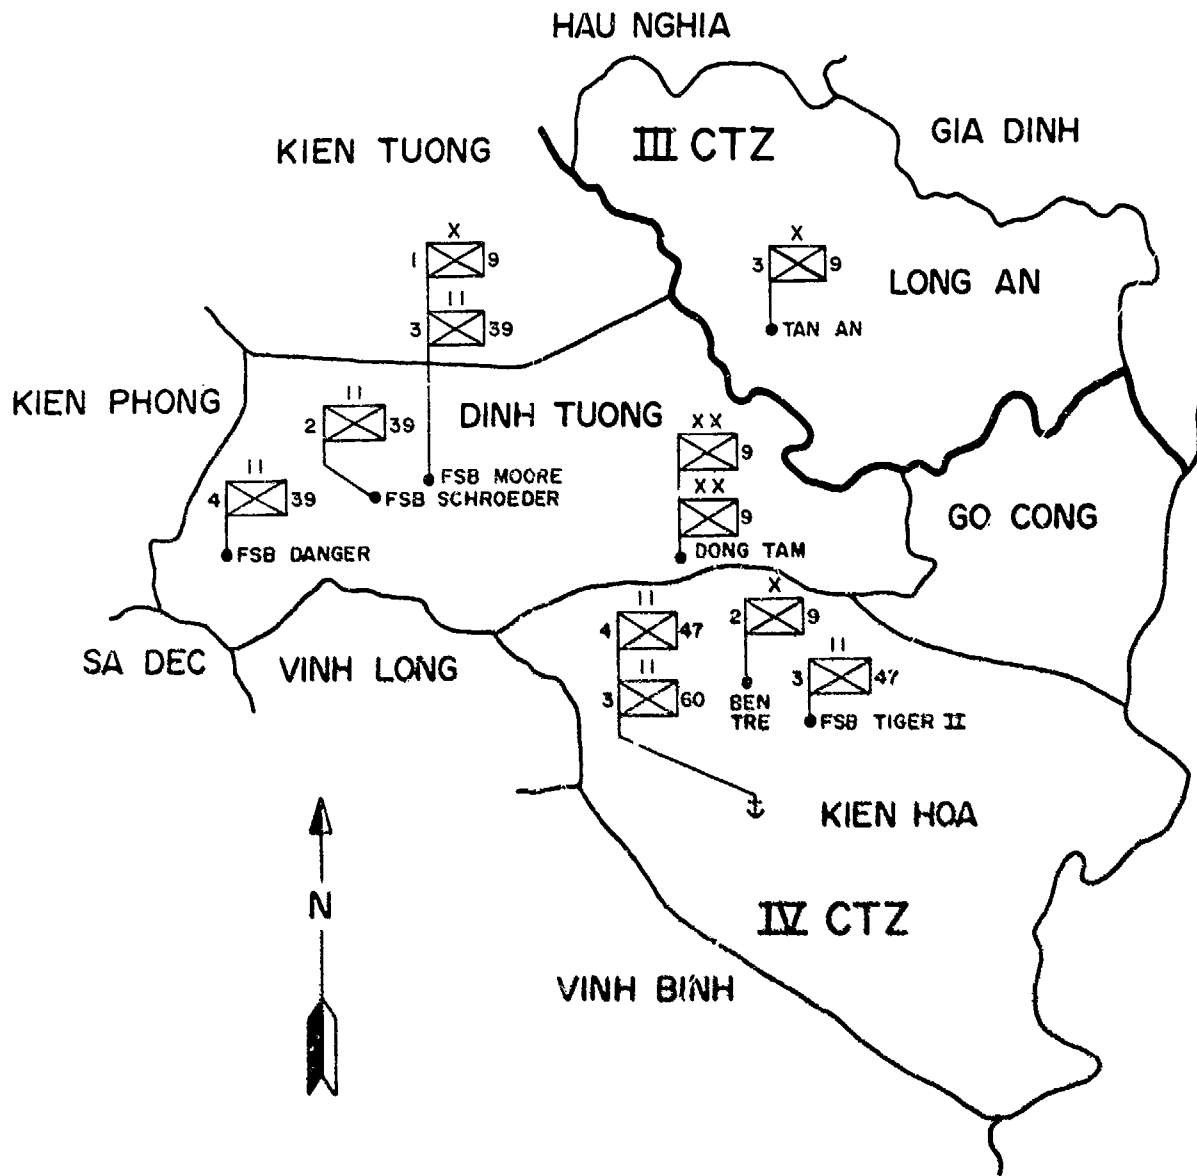 HAU NGHIA
GIA DINH
III CTZ
KIEN TUONG
X
1 9
X
3 9
LONG AN
II
3 39
TAN AN
KIEN PHONG
II
2 39
DINH TUONG
XX
9
FSB MOORE
FSB SCHROEDER
II
4 39
XX
9
GO CONG
FSB DANGER
DONG TAM
X
2 9
II
4 47
SA DEC
VINH LONG
II
3 47
II
3 60
BEN
TRE
FSB TIGER II
KIEN HOA
N
IV CTZ
VINH BINH